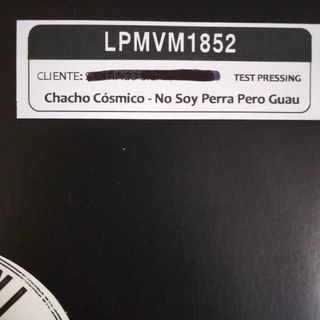 LPMVM1852
CLIENTE: TEST PRESSING
Chacho Cósmico - No Soy Perra Pero Guau